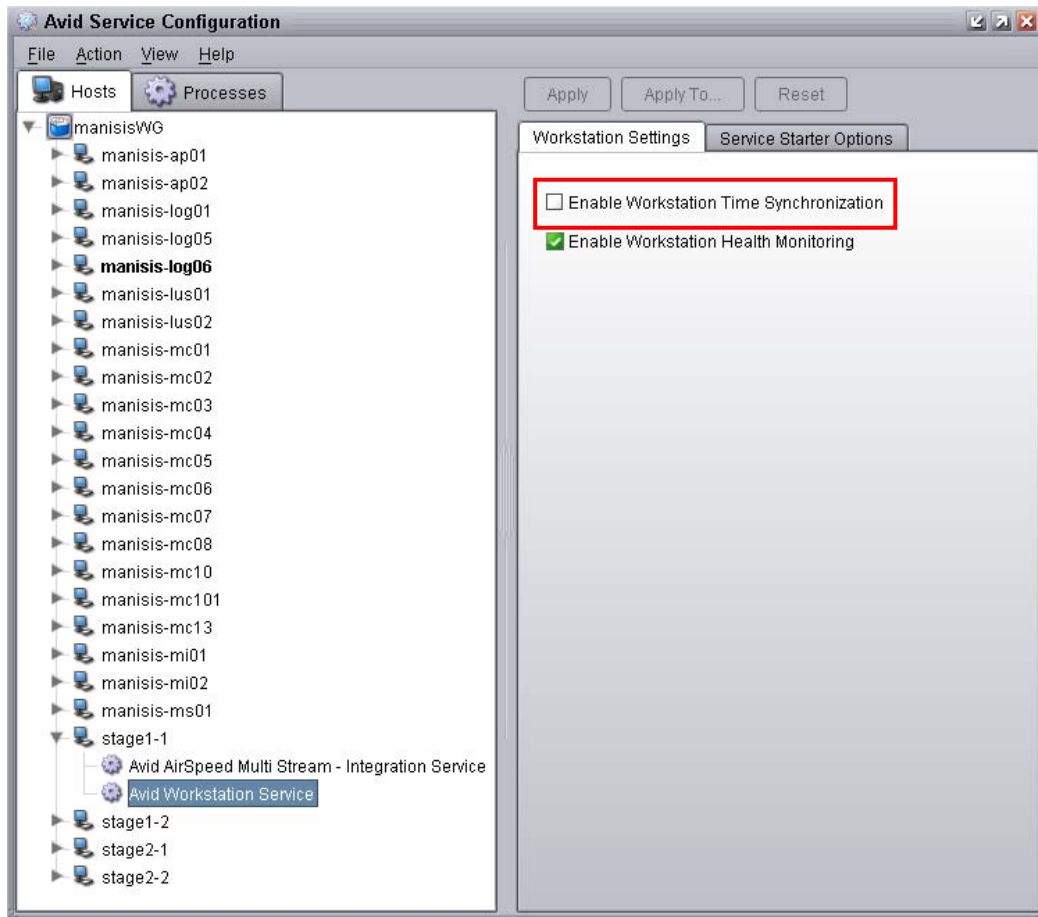 Avid Service Configuration
File Action View Help
Hosts Processes
manisisWG
manisis-ap01
manisis-ap02
manisis-log01
manisis-log05
manisis-log06
manisis-lus01
manisis-lus02
manisis-mc01
manisis-mc02
manisis-mc03
manisis-mc04
manisis-mc05
manisis-mc06
manisis-mc07
manisis-mc08
manisis-mc10
manisis-mc101
manisis-mc13
manisis-mi01
manisis-mi02
manisis-ms01
stage1-1
Avid AirSpeed Multi Stream - Integration Service
Avid Workstation Service
stage1-2
stage2-1
stage2-2
Apply Apply To... Reset
Workstation Settings Service Starter Options
Enable Workstation Time Synchronization
Enable Workstation Health Monitoring